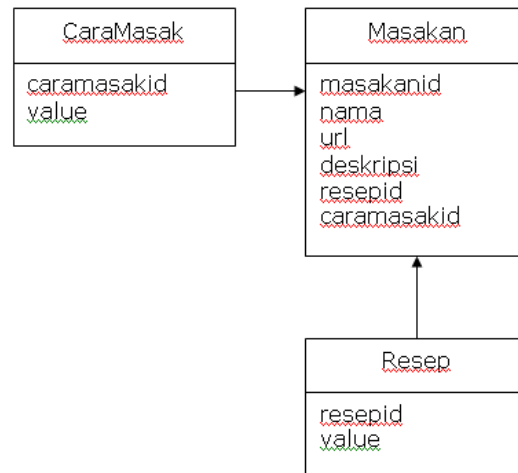 CaraMasak
caramasakid
value
Masakan
masakanid
nama
url
deskripsi
resepid
caramasakid
Resep
resepid
value